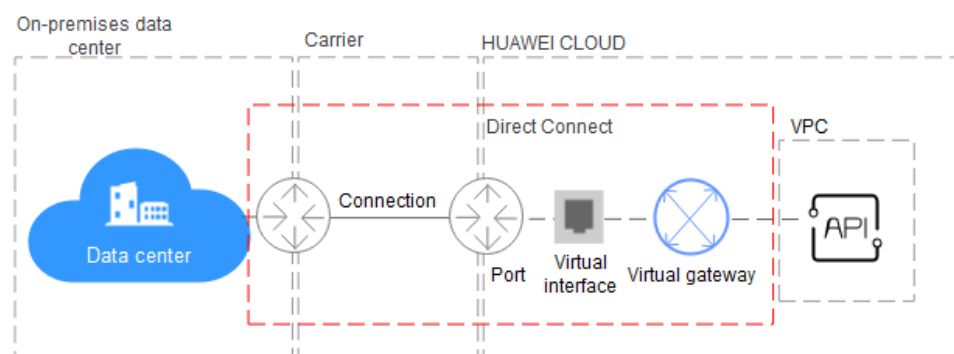 On-premises data
center
Carrier
HUAWEI CLOUD
Direct Connect
VPC
Connection
API
Data center
Port
Virtual
interface
Virtual gateway